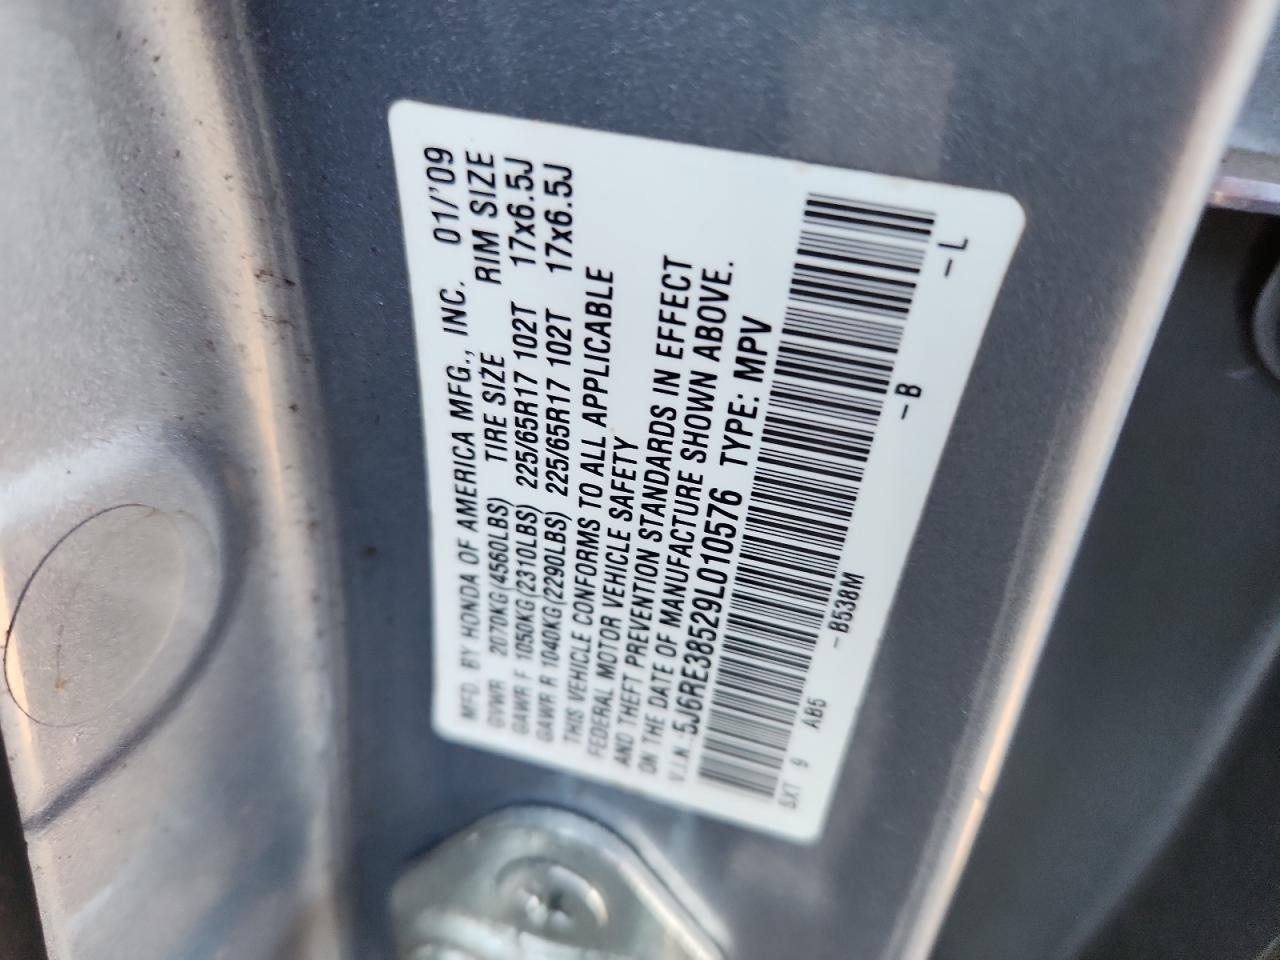 MFD. BY HONDA OF AMERICA MFG., INC. 01/'09
GVWR 2070KG(4560LBS) TIRE SIZE RIM SIZE
GAWR F 1050KG(2310LBS) 225/65R17 102T 17x6.5J
GAWR R 1040KG(2290LBS) 225/65R17 102T 17x6.5J
THIS VEHICLE CONFORMS TO ALL APPLICABLE
FEDERAL MOTOR VEHICLE SAFETY
AND THEFT PREVENTION STANDARDS IN EFFECT
ON THE DATE OF MANUFACTURE SHOWN ABOVE.
V.I.N.:5J6RE38529L010576 TYPE: MPV
SXT 9 AB5 -B538M -B -L